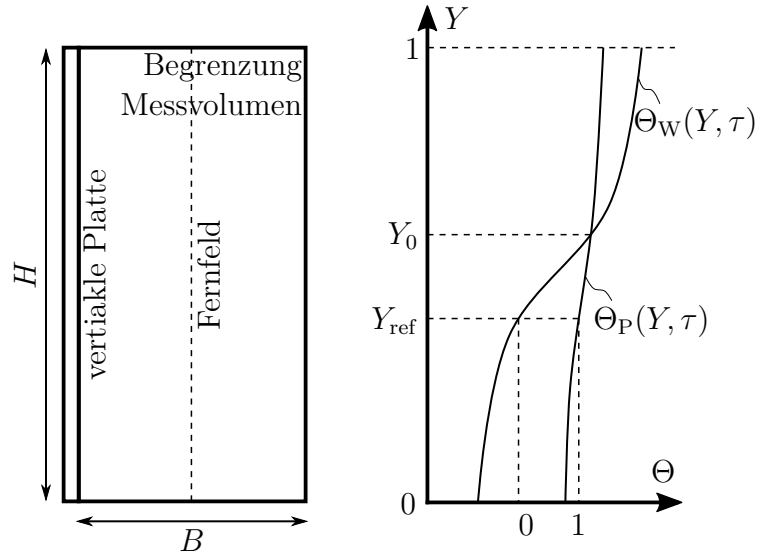 Begrenzung
Messvolumen
vertiakle Platte
Fernfeld
H
B
Y
1
Θ_W(Y, τ)
Y_0
Y_ref
Θ_P(Y, τ)
Θ
0
0
1